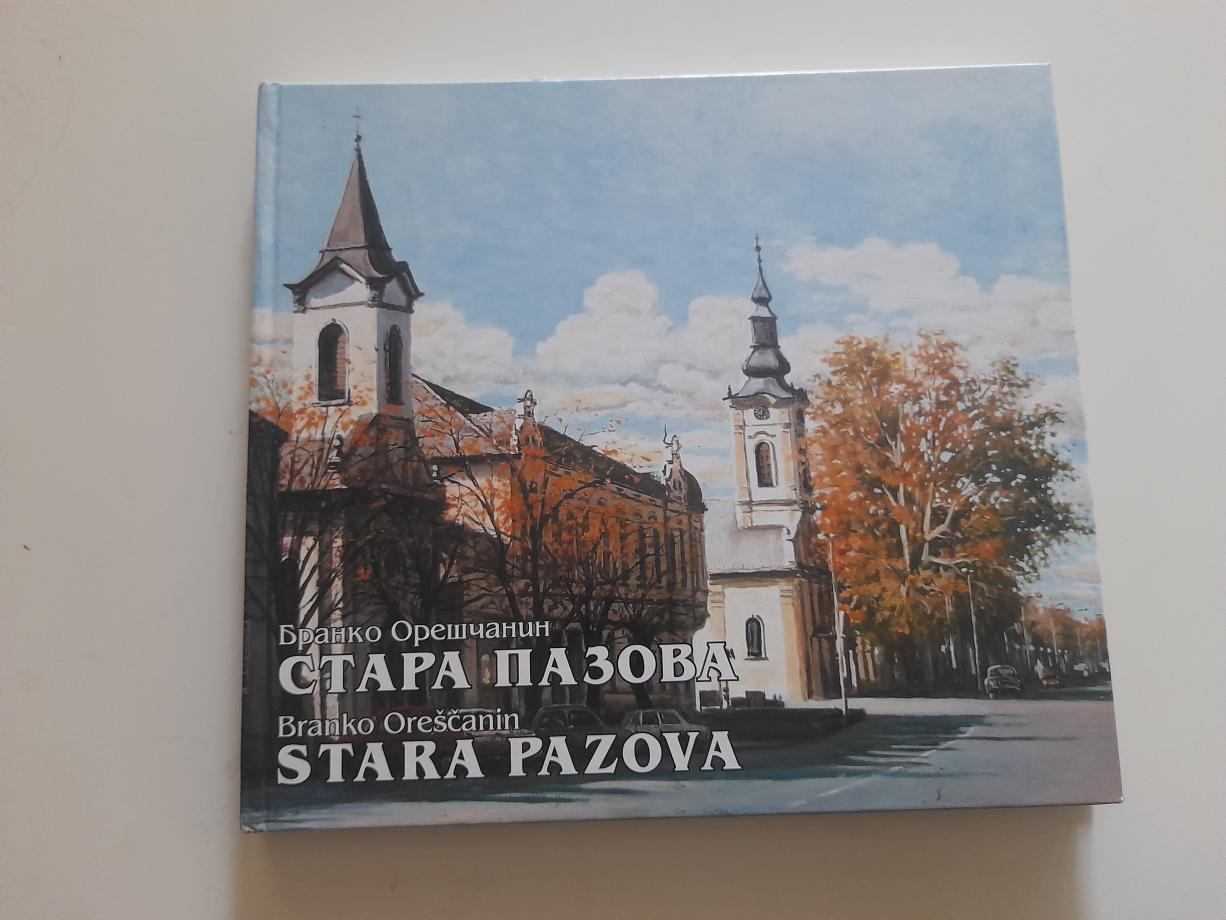 Бранко Орешчанин
СТАРА ПАЗОВА
Branko Oreščanin
STARA PAZOVA